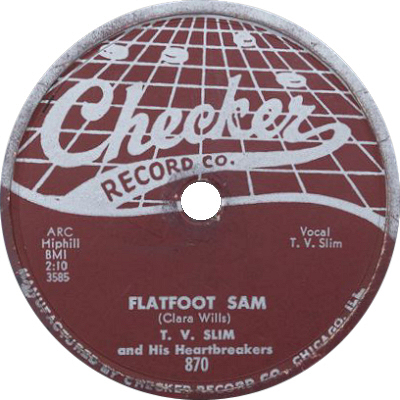 Checker
RECORD CO.
ARC
Hiphill
BMI
2:10
3585
Vocal
T. V. Slim
FLATFOOT SAM
(Clara Wills)
T. V. SLIM
and His Heartbreakers
870
MANUFACTURED BY CHECKER RECORD CO., CHICAGO, ILL.